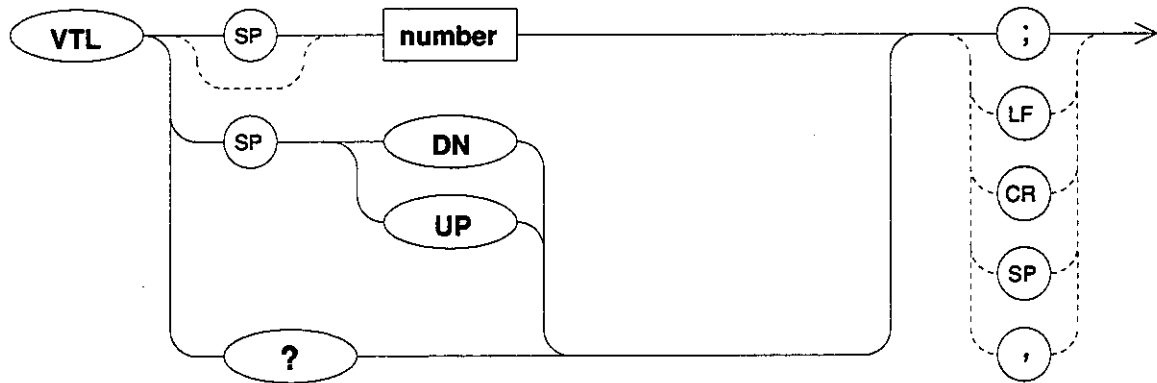 VTL SP number ;
LF
SP DN
CR
UP
SP
? ,